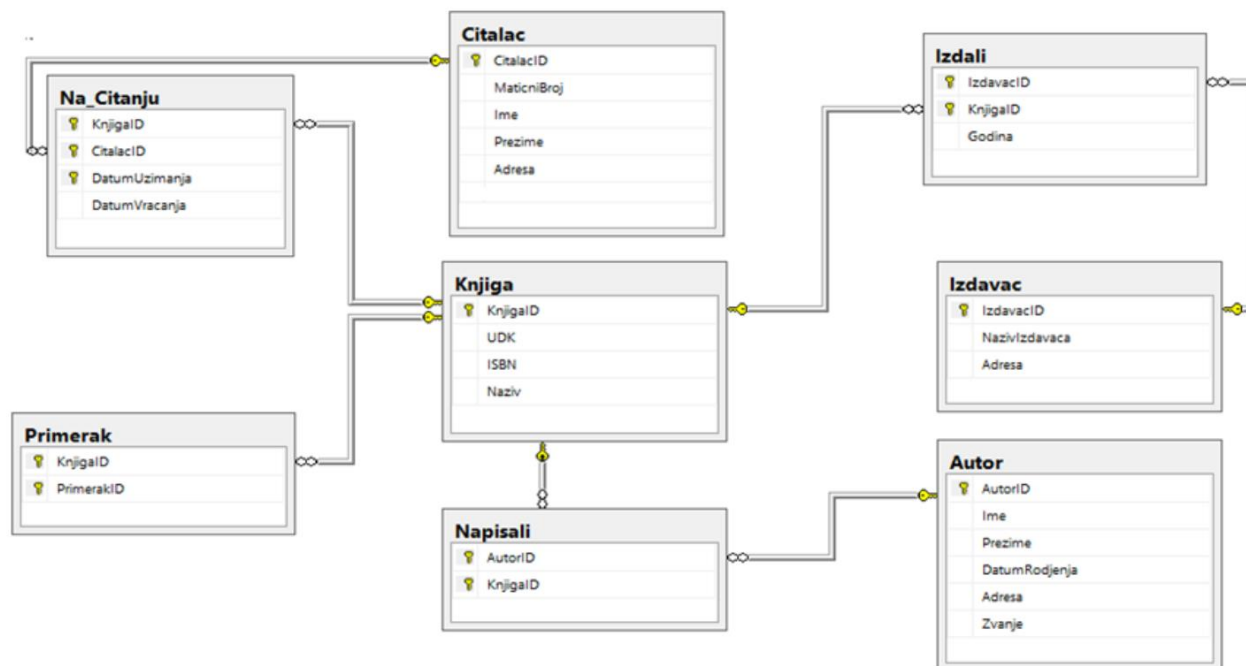 Citalac
CitalacID
MaticniBroj
Ime
Prezime
Adresa
Izdali
IzdavacID
KnjigaID
Godina
Na_Citanju
KnjigaID
CitalacID
DatumUzimanja
DatumVracanja
Knjiga
KnjigaID
UDK
ISBN
Naziv
Izdavac
IzdavacID
NazivIzdavaca
Adresa
Primerak
KnjigaID
PrimerakID
Napisali
AutorID
KnjigaID
Autor
AutorID
Ime
Prezime
DatumRodjenja
Adresa
Zvanje